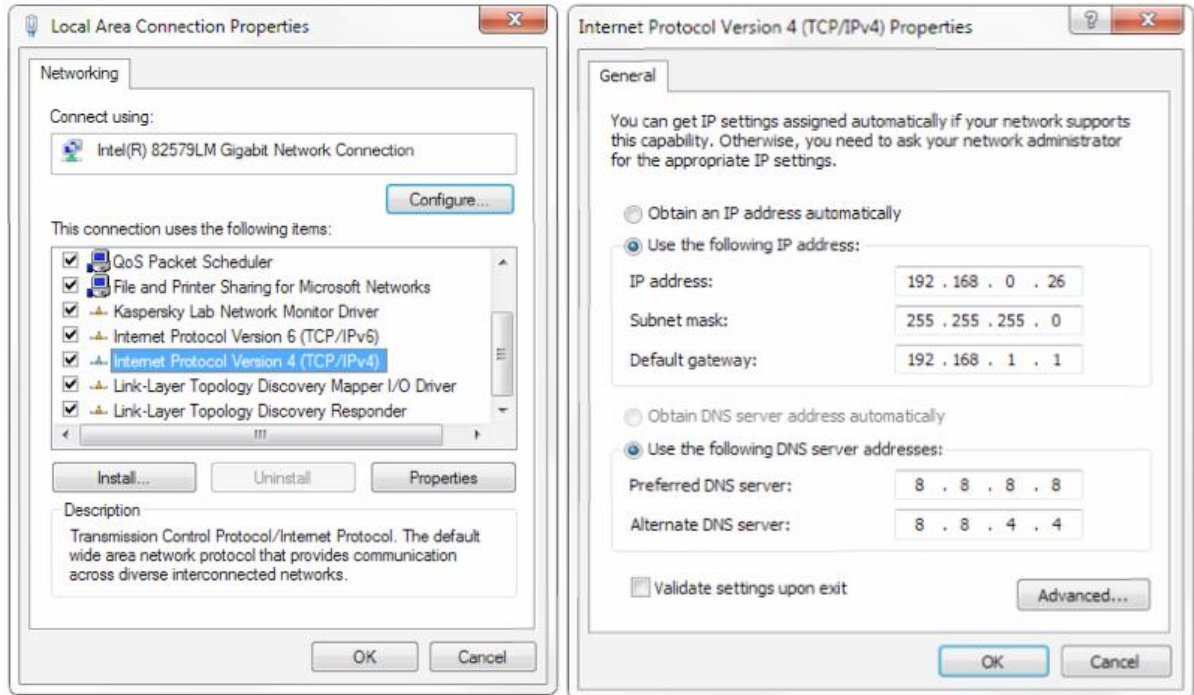 Local Area Connection Properties
Networking
Connect using:
Intel(R) 82579LM Gigabit Network Connection
Configure...
This connection uses the following items:
QoS Packet Scheduler
File and Printer Sharing for Microsoft Networks
Kaspersky Lab Network Monitor Driver
Internet Protocol Version 6 (TCP/IPv6)
Internet Protocol Version 4 (TCP/IPv4)
Link-Layer Topology Discovery Mapper I/O Driver
Link-Layer Topology Discovery Responder
Install... Uninstall Properties
Description
Transmission Control Protocol/Internet Protocol. The default
wide area network protocol that provides communication
across diverse interconnected networks.
OK Cancel
Internet Protocol Version 4 (TCP/IPv4) Properties
General
You can get IP settings assigned automatically if your network supports
this capability. Otherwise, you need to ask your network administrator
for the appropriate IP settings.
Obtain an IP address automatically
Use the following IP address:
IP address: 192 . 168 . 0 . 26
Subnet mask: 255 . 255 . 255 . 0
Default gateway: 192 . 168 . 1 . 1
Obtain DNS server address automatically
Use the following DNS server addresses:
Preferred DNS server: 8 . 8 . 8 . 8
Alternate DNS server: 8 . 8 . 4 . 4
Validate settings upon exit
Advanced...
OK Cancel